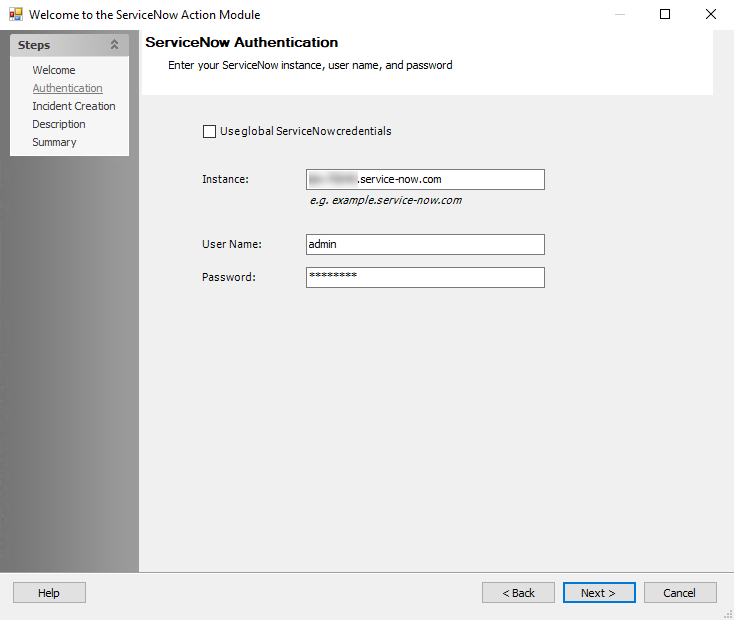 Welcome to the ServiceNow Action Module
Steps
Welcome
Authentication
Incident Creation
Description
Summary
ServiceNow Authentication
Enter your ServiceNow instance, user name, and password
Use global ServiceNow credentials
Instance: .service-now.com
e.g. example.service-now.com
User Name: admin
Password: ********
Help < Back Next > Cancel